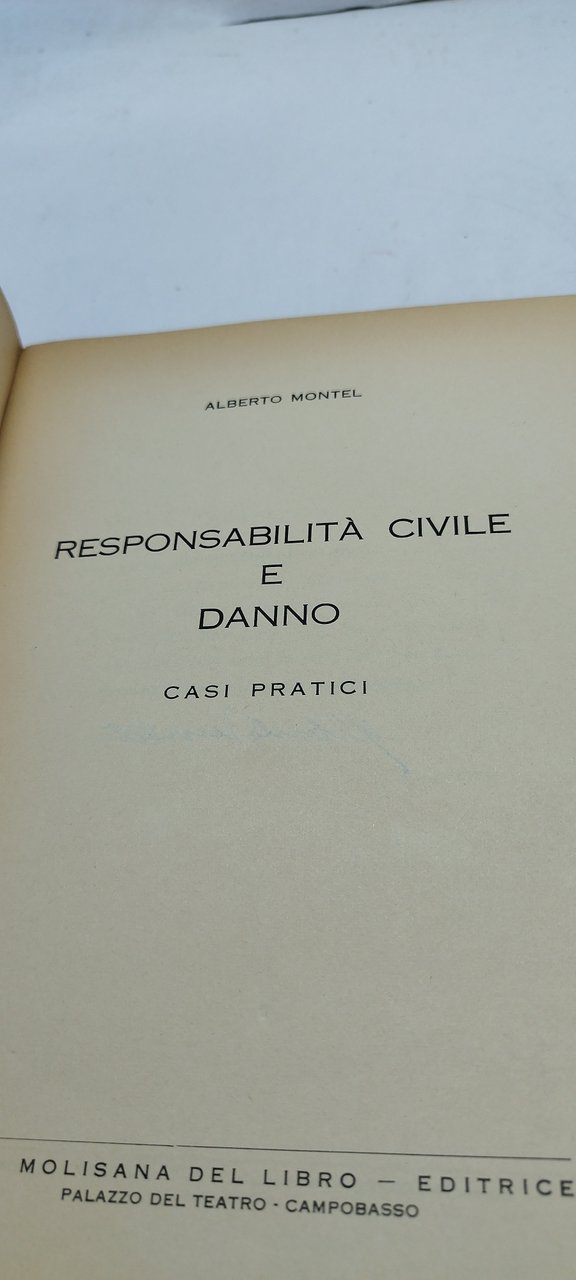 ALBERTO MONTEL
RESPONSABILITÀ CIVILE
E
DANNO
CASI PRATICI
MOLISANA DEL LIBRO — EDITRICE
PALAZZO DEL TEATRO - CAMPOBASSO